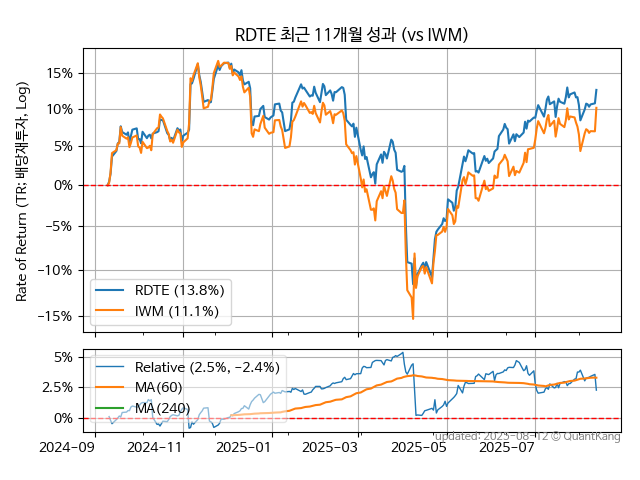 RDTE 최근 11개월 성과 (vs IWM)
Rate of Return (TR: 배당재투자, Log)
15%
10%
5%
0%
−5%
−10%
−15%
RDTE (13.8%)
IWM (11.1%)
5%
2.5%
0%
Relative (2.5%, −2.4%)
MA(60)
MA(240)
2024−09
2024−11
2025−01
2025−03
2025−05
2025−07
updated: 2025−08−12 © QuantKang